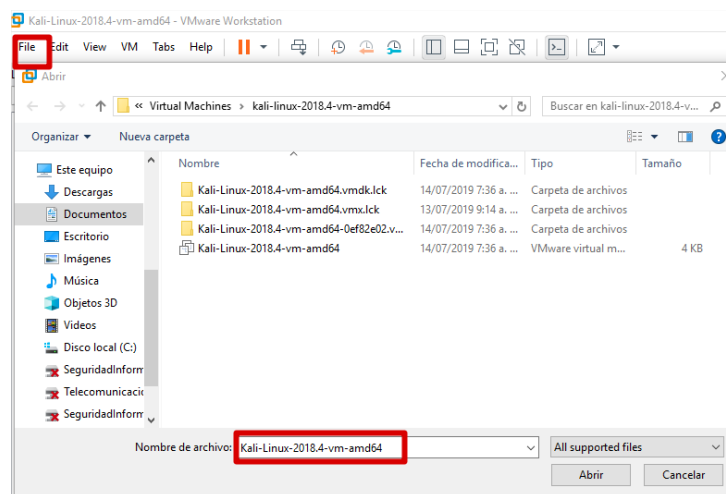 Kali-Linux-2018.4-vm-amd64 - VMware Workstation
File Edit View VM Tabs Help
Abrir
« Virtual Machines > kali-linux-2018.4-vm-amd64
Buscar en kali-linux-2018.4-v...
Organizar Nueva carpeta
Nombre Fecha de modifica... Tipo Tamaño
Este equipo
Descargas
Documentos
Escritorio
Imágenes
Música
Objetos 3D
Videos
Disco local (C:)
SeguridadInform
Telecomunicacio
SeguridadInform
Kali-Linux-2018.4-vm-amd64.vmdk.lck 14/07/2019 7:36 a. ... Carpeta de archivos
Kali-Linux-2018.4-vm-amd64.vmx.lck 13/07/2019 9:14 a. ... Carpeta de archivos
Kali-Linux-2018.4-vm-amd64-0ef82e02.v... 14/07/2019 7:36 a. ... Carpeta de archivos
Kali-Linux-2018.4-vm-amd64 14/07/2019 7:36 a. ... VMware virtual m... 4 KB
Nombre de archivo: Kali-Linux-2018.4-vm-amd64 All supported files
Abrir Cancelar